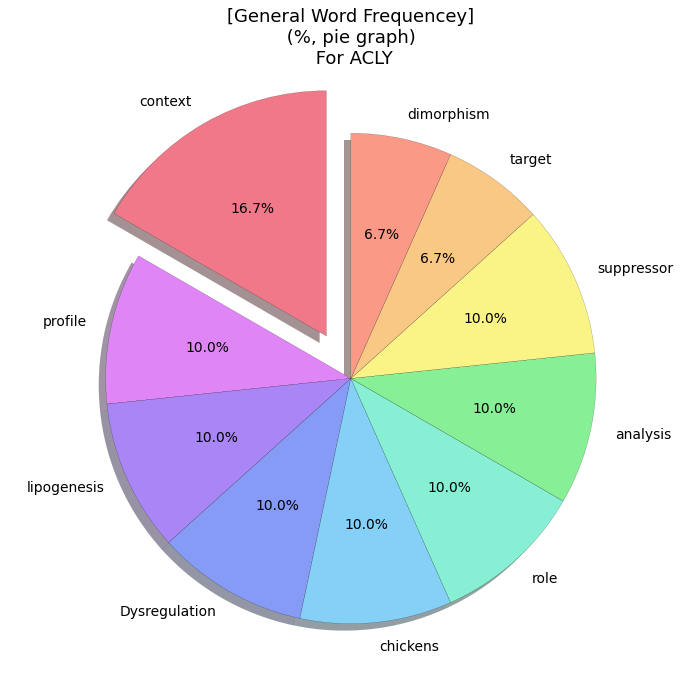 [General Word Frequencey]
(%, pie graph)
For ACLY
context
dimorphism
target
suppressor
analysis
role
chickens
Dysregulation
lipogenesis
profile
16.7%
6.7%
6.7%
10.0%
10.0%
10.0%
10.0%
10.0%
10.0%
10.0%